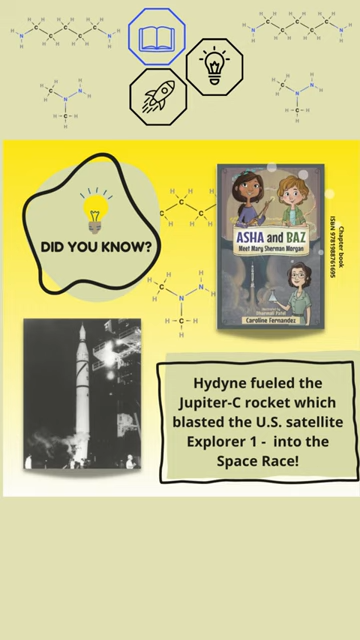 DID YOU KNOW?
ASHA and BAZ
Meet Mary Sherman Morgan
Caroline Fernandez
Chapter book
ISBN 9781988761695
Hydyne fueled the
Jupiter-C rocket which
blasted the U.S. satellite
Explorer 1 - into the
Space Race!